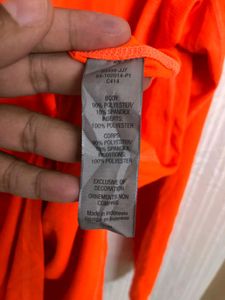 C414
BODY:
90% POLYESTER/
10% SPANDEX
INSERTS:
100% POLYESTER
CORPS:
90% POLYESTER/
10% SPANDEX
INSERTIONS:
100% POLYESTER
EXCLUSIVE OF
DECORATION
ORNEMENTS NON
COMPRIS
Made in Indonesia